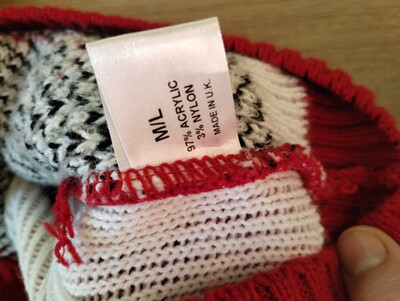 M/L
97% ACRYLIC
3% NYLON
MADE IN U.K.